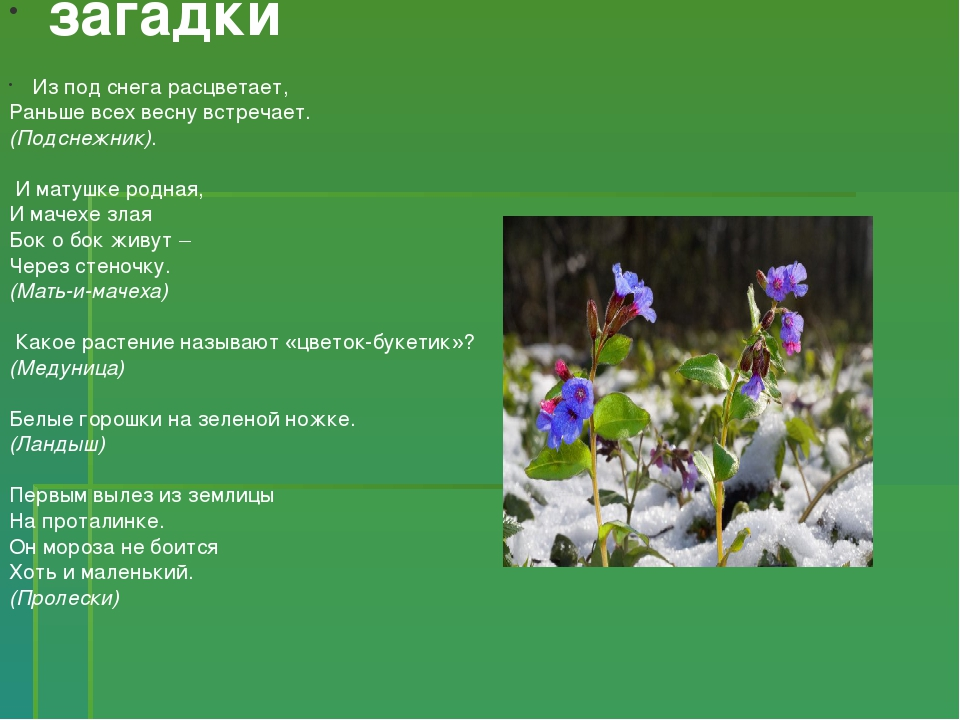 загадки
Из под снега расцветает,
Раньше всех весну встречает.
(Подснежник).
И матушке родная,
И мачехе злая
Бок о бок живут –
Через стеночку.
(Мать-и-мачеха)
Какое растение называют «цветок-букетик»?
(Медуница)
Белые горошки на зеленой ножке.
(Ландыш)
Первым вылез из землицы
На проталинке.
Он мороза не боится
Хоть и маленький.
(Пролески)